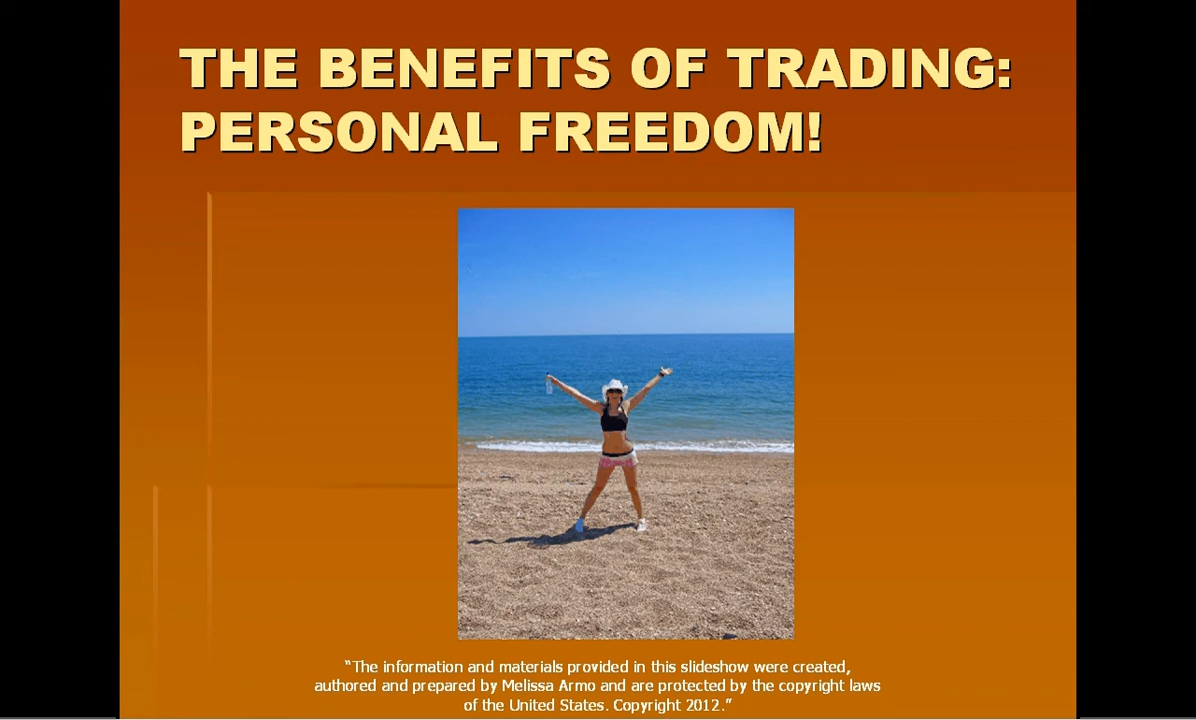 THE BENEFITS OF TRADING:
PERSONAL FREEDOM!
“The information and materials provided in this slideshow were created,
authored and prepared by Melissa Armo and are protected by the copyright laws
of the United States. Copyright 2012.”